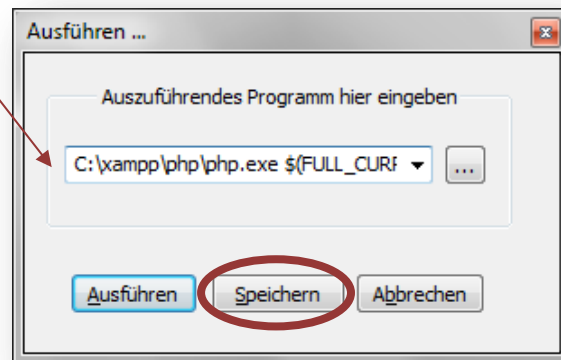 Ausführen ...
Auszuführendes Programm hier eingeben
C:\xampp\php\php.exe $(FULL_CURF
...
Ausführen Speichern Abbrechen